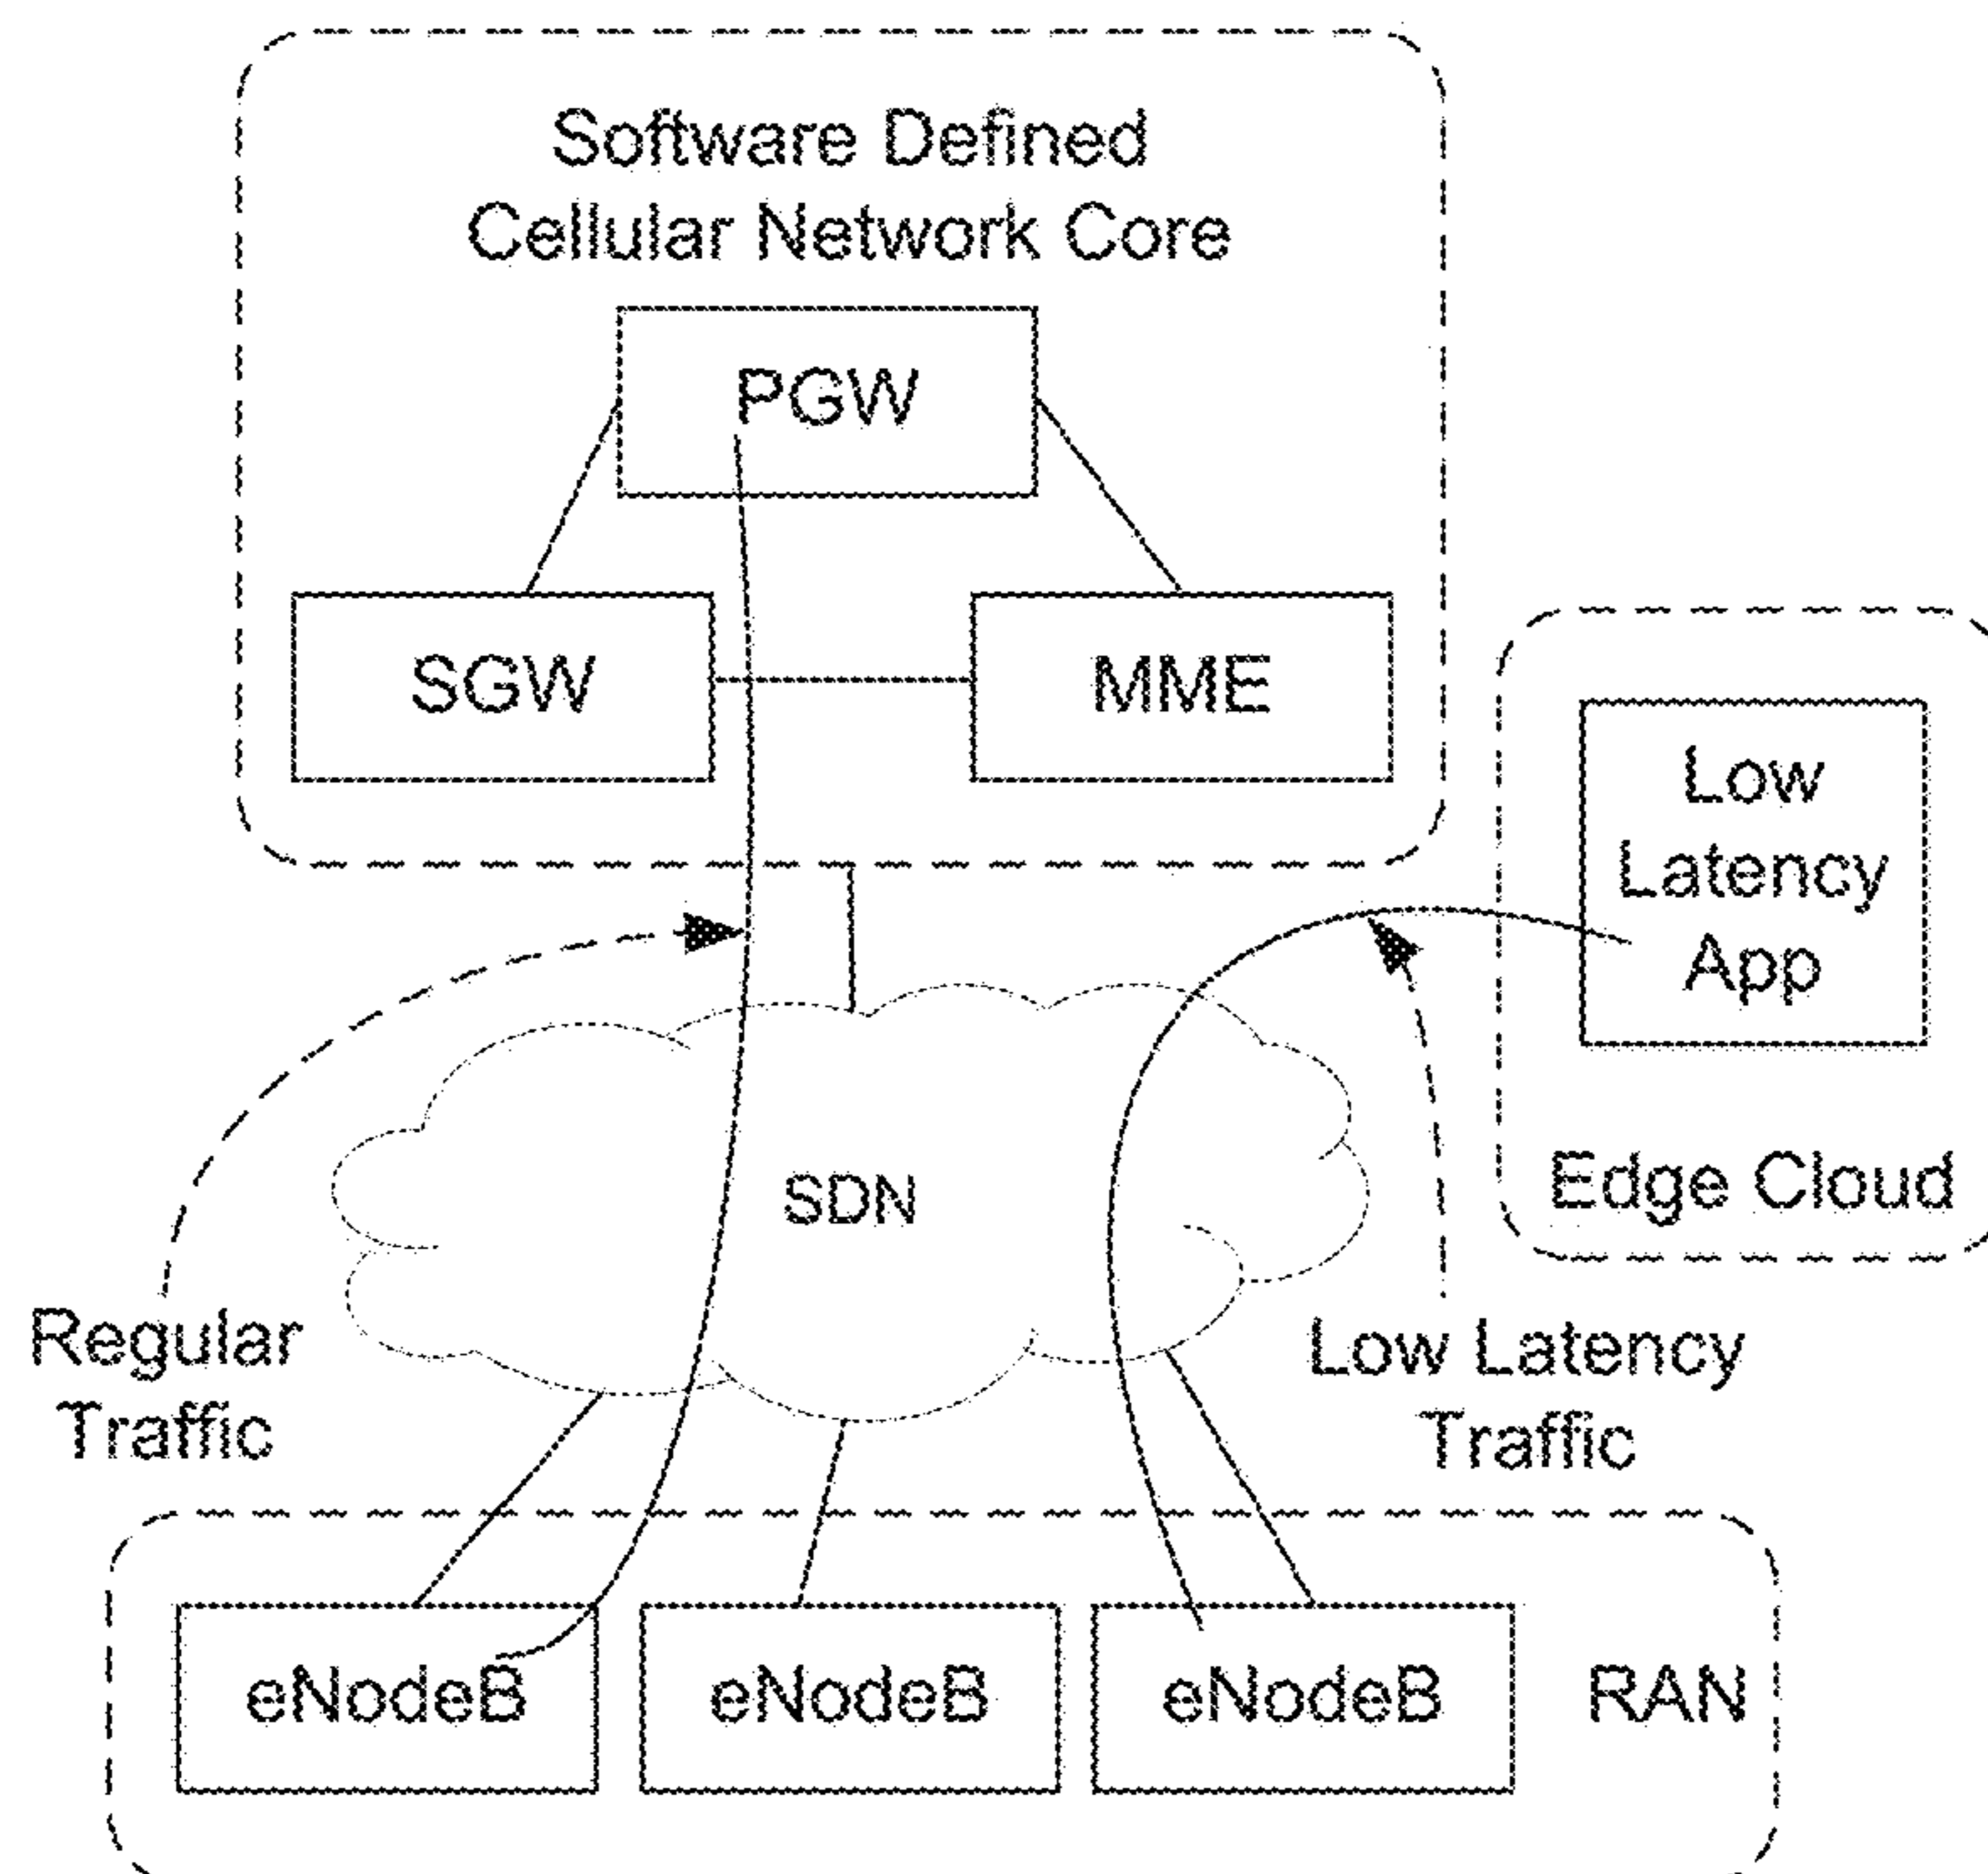 Software Defined
Cellular Network Core
PGW
SGW
MME
Low
Latency
App
Edge Cloud
SDN
Regular
Traffic
Low Latency
Traffic
eNodeB
eNodeB
eNodeB
RAN